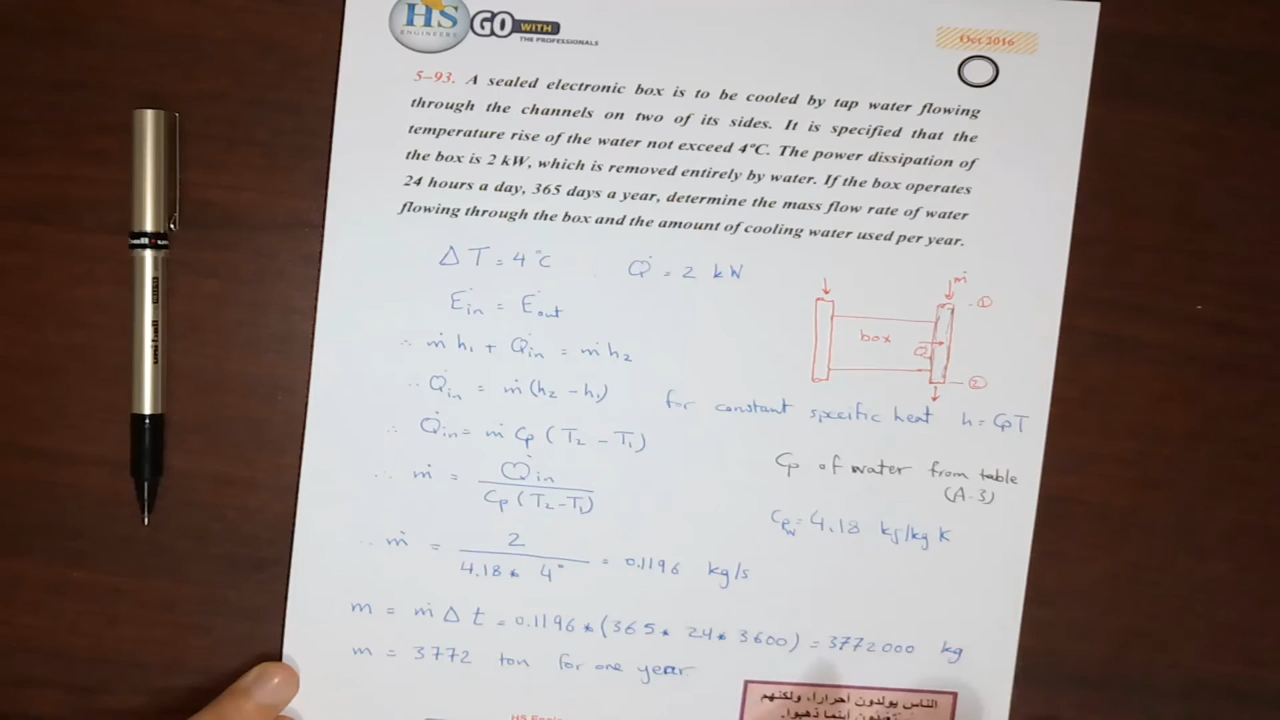 HS
ENGINEERS
GO WITH
THE PROFESSIONALS
Oct 2016
5-93. A sealed electronic box is to be cooled by tap water flowing
through the channels on two of its sides. It is specified that the
temperature rise of the water not exceed 4°C. The power dissipation of
the box is 2 kW, which is removed entirely by water. If the box operates
24 hours a day, 365 days a year, determine the mass flow rate of water
flowing through the box and the amount of cooling water used per year.
ΔT = 4°C Q̇ = 2 kW
Ėin = Ėout
∴ ṁ h₁ + Q̇in = ṁ h₂
∴ Q̇in = ṁ (h₂ - h₁)
ṁ
①
box
Q̇
②
for constant specific heat h = CpT
∴ Q̇in = ṁ Cp (T₂ - T₁)
Cp of water from table
(A-3)
∴ ṁ = Q̇in / Cp (T₂ - T₁)
Cpw = 4.18 kJ/kg K
∴ ṁ = 2 / 4.18 * 4° = 0.1196 kg/s
m = ṁ Δt = 0.1196 * (365 * 24 * 3600) = 3772000 kg
m = 3772 ton for one year.
الناس يولدون أحرارا، ولكنهم
أينما ذهبوا.
HS